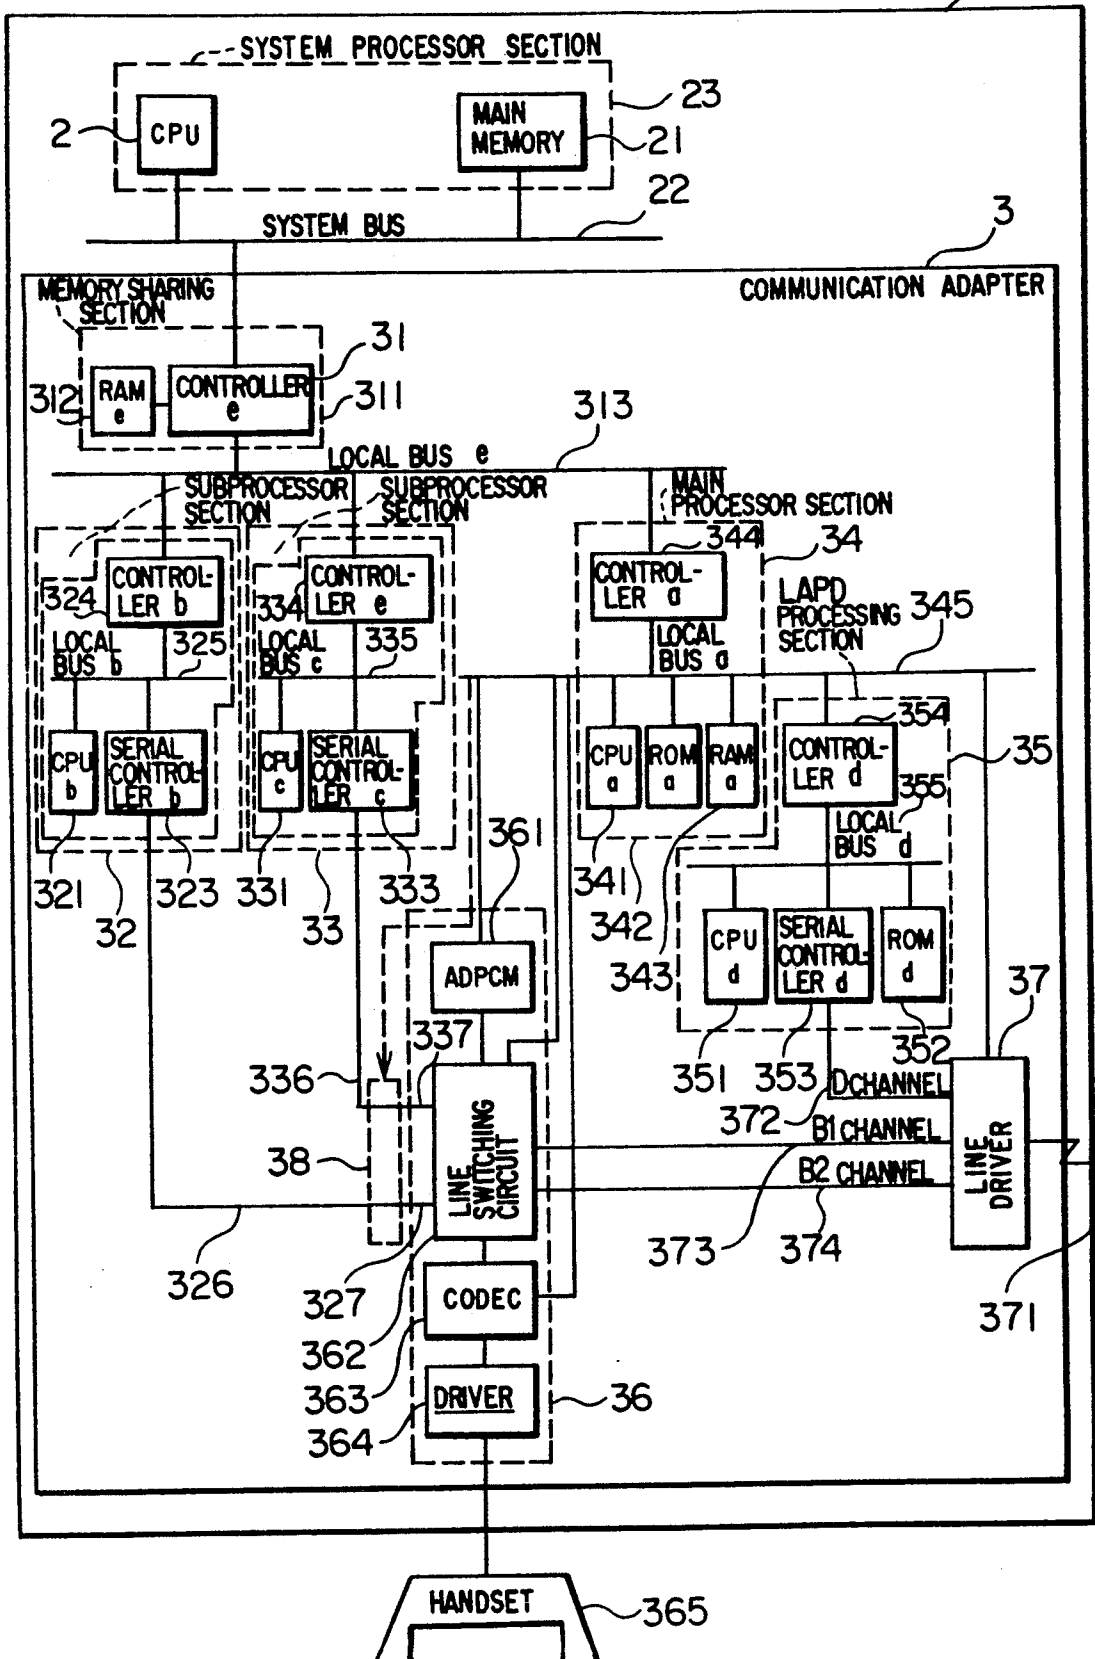 SYSTEM PROCESSOR SECTION
23
2
CPU
MAIN
MEMORY
21
22
SYSTEM BUS
3
MEMORY SHARING
SECTION
COMMUNICATION ADAPTER
31
312
RAM
e
CONTROLLER
e
311
313
LOCAL BUS e
SUBPROCESSOR
SECTION
SUBPROCESSOR
SECTION
MAIN
PROCESSOR SECTION
344
34
324
CONTROL-
LER b
334
CONTROL-
LER e
CONTROL-
LER a
LAPD
PROCESSING
SECTION
345
LOCAL
BUS b
325
LOCAL
BUS c
335
LOCAL
BUS a
354
CPU
b
SERIAL
CONTROL-
LER b
CPU
c
SERIAL
CONTROL-
LER c
CPU
a
ROM
a
RAM
a
CONTROL-
LER d
35
355
LOCAL
BUS d
361
321
32
323
331
33
333
341
342
343
CPU
d
SERIAL
CONTROL-
LER d
ROM
d
ADPCM
37
337
351
353
352
336
372
D CHANNEL
38
LINE
SWITCHING
CIRCUIT
B1 CHANNEL
B2 CHANNEL
LINE
DRIVER
373
374
326
327
CODEC
371
362
363
DRIVER
36
364
HANDSET
365